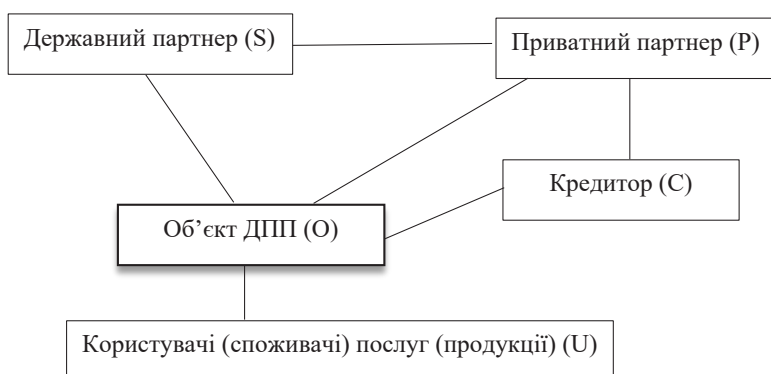 Державний партнер (S)
Приватний партнер (P)
Кредитор (C)
Об’єкт ДПП (O)
Користувачі (споживачі) послуг (продукції) (U)